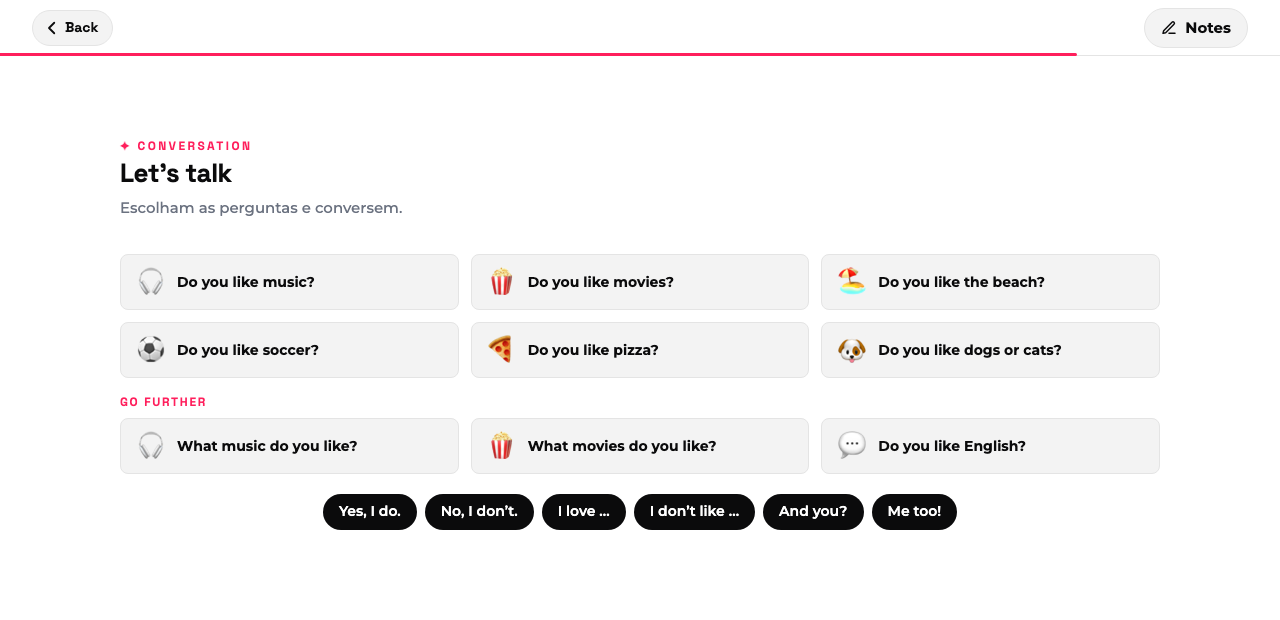 Back
Notes
✦ CONVERSATION
Let's talk
Escolham as perguntas e conversem.
Do you like music?
Do you like movies?
Do you like the beach?
Do you like soccer?
Do you like pizza?
Do you like dogs or cats?
GO FURTHER
What music do you like?
What movies do you like?
Do you like English?
Yes, I do.
No, I don't.
I love ...
I don't like ...
And you?
Me too!